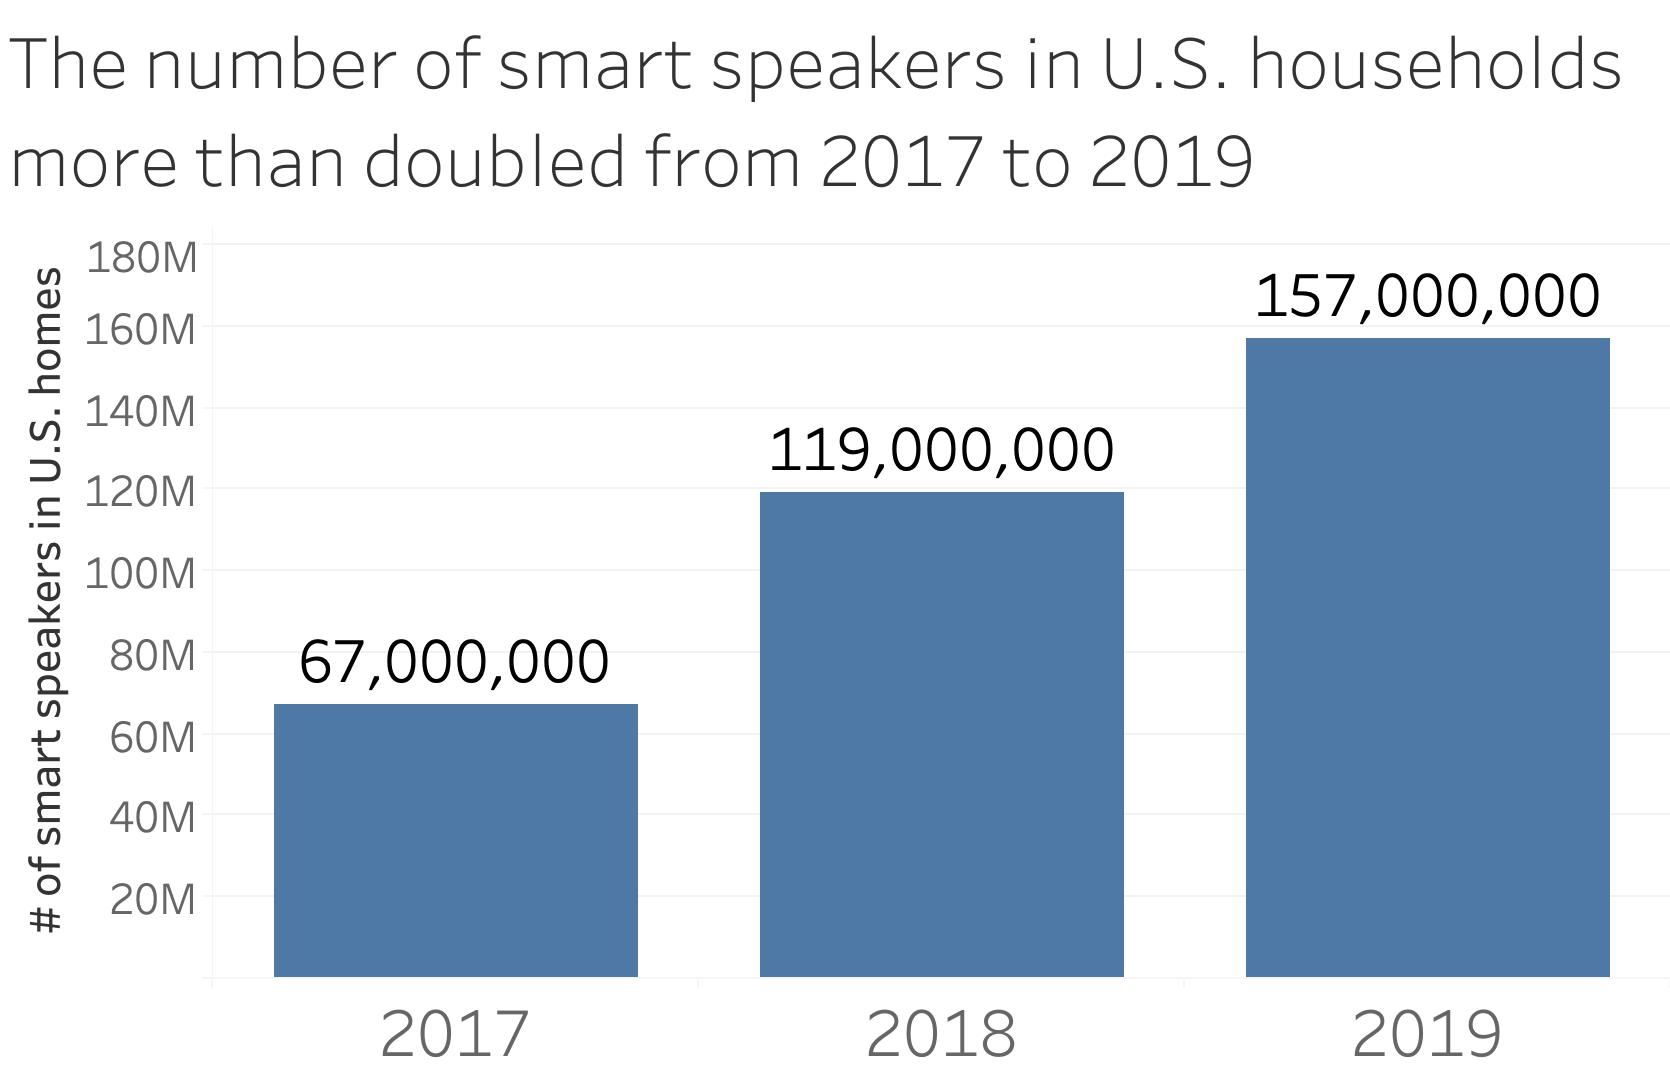 The number of smart speakers in U.S. households
more than doubled from 2017 to 2019
# of smart speakers in U.S. homes
180M
160M
140M
120M
100M
80M
60M
40M
20M
67,000,000
119,000,000
157,000,000
2017
2018
2019